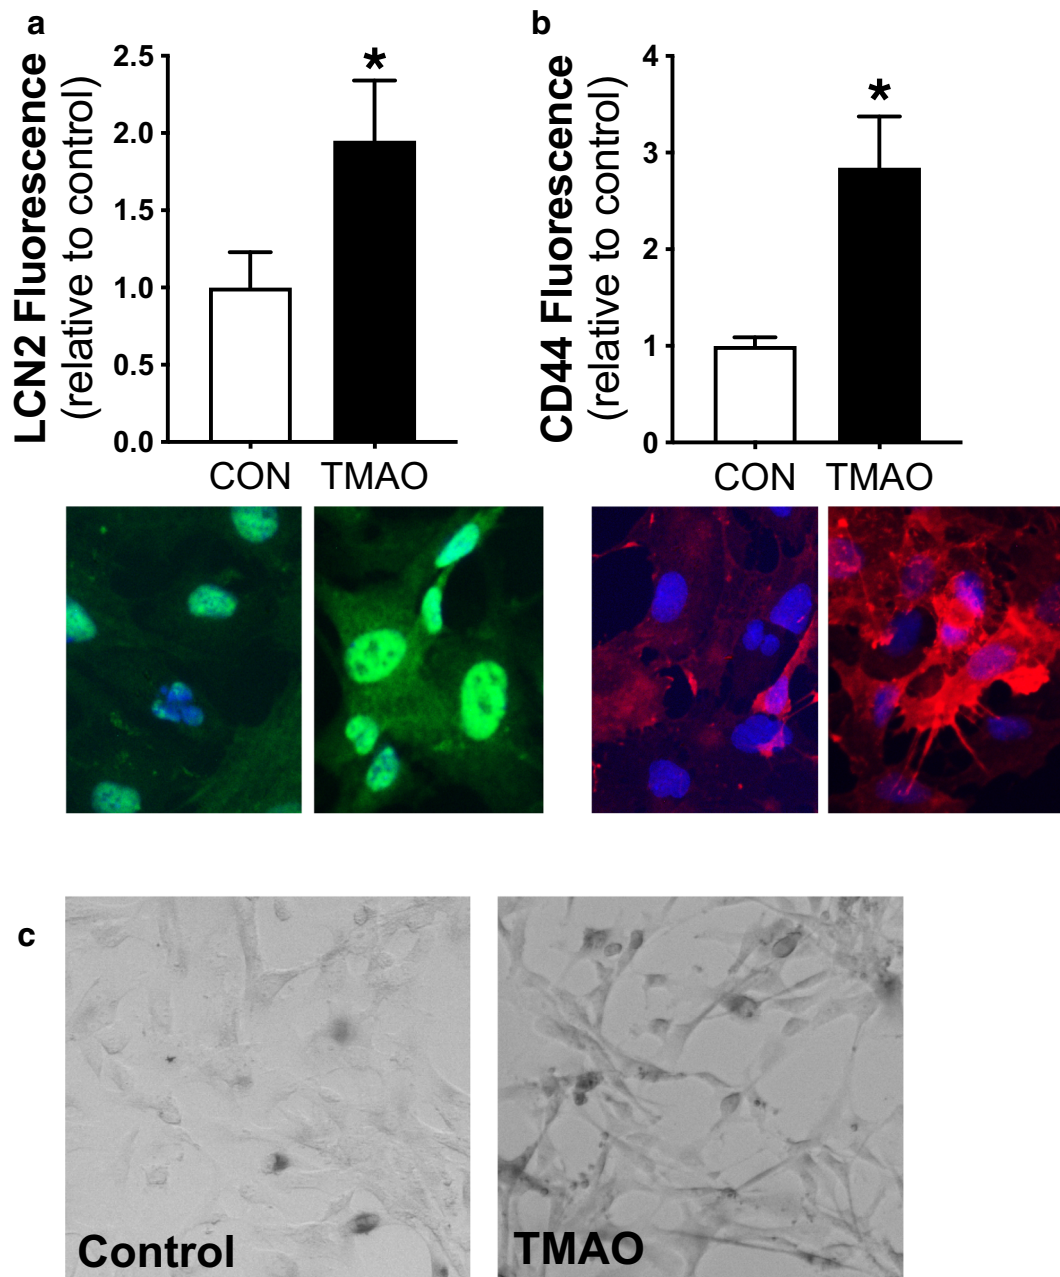 a
LCN2 Fluorescence
(relative to control)
2.5
2.0
1.5
1.0
0.5
0.0
*
CON TMAO
b
CD44 Fluorescence
(relative to control)
4
3
2
1
0
*
CON TMAO
c
Control
TMAO